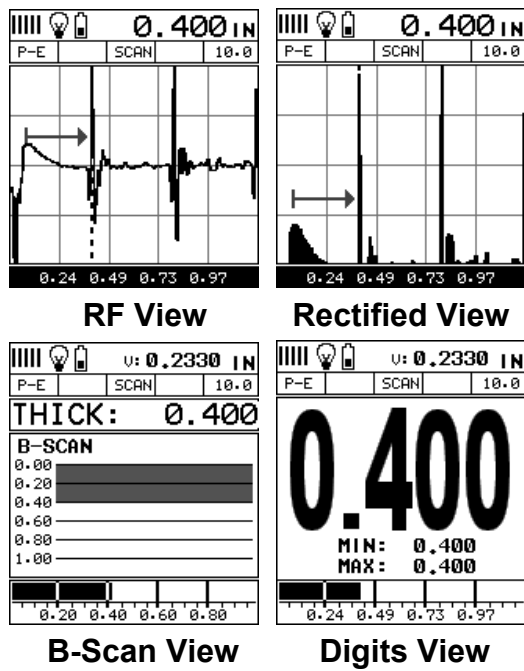 0.400 IN
P-E SCAN 10.0
0.24 0.49 0.73 0.97
RF View
0.400 IN
P-E SCAN 10.0
0.24 0.49 0.73 0.97
Rectified View
V: 0.2330 IN
P-E SCAN 10.0
THICK: 0.400
B-SCAN
0.00
0.20
0.40
0.60
0.80
1.00
0.20 0.40 0.60 0.80
B-Scan View
V: 0.2330 IN
P-E SCAN 10.0
0.400
MIN: 0.400
MAX: 0.400
0.24 0.49 0.73 0.97
Digits View